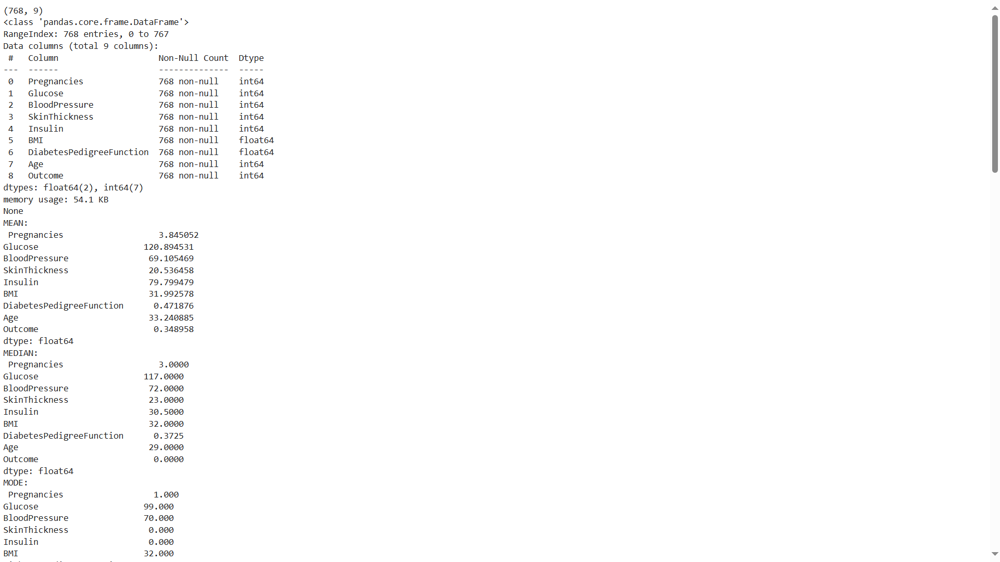 (768, 9)
<class 'pandas.core.frame.DataFrame'>
RangeIndex: 768 entries, 0 to 767
Data columns (total 9 columns):
 #   Column                    Non-Null Count  Dtype
---  ------                    --------------  -----
 0   Pregnancies               768 non-null    int64
 1   Glucose                   768 non-null    int64
 2   BloodPressure             768 non-null    int64
 3   SkinThickness             768 non-null    int64
 4   Insulin                   768 non-null    int64
 5   BMI                       768 non-null    float64
 6   DiabetesPedigreeFunction  768 non-null    float64
 7   Age                       768 non-null    int64
 8   Outcome                   768 non-null    int64
dtypes: float64(2), int64(7)
memory usage: 54.1 KB
None
MEAN:
 Pregnancies                   3.845052
Glucose                     120.894531
BloodPressure                69.105469
SkinThickness                20.536458
Insulin                      79.799479
BMI                          31.992578
DiabetesPedigreeFunction      0.471876
Age                          33.240885
Outcome                       0.348958
dtype: float64
MEDIAN:
 Pregnancies                   3.0000
Glucose                     117.0000
BloodPressure                72.0000
SkinThickness                23.0000
Insulin                      30.5000
BMI                          32.0000
DiabetesPedigreeFunction      0.3725
Age                          29.0000
Outcome                       0.0000
dtype: float64
MODE:
 Pregnancies                  1.000
Glucose                     99.000
BloodPressure               70.000
SkinThickness                0.000
Insulin                      0.000
BMI                         32.000